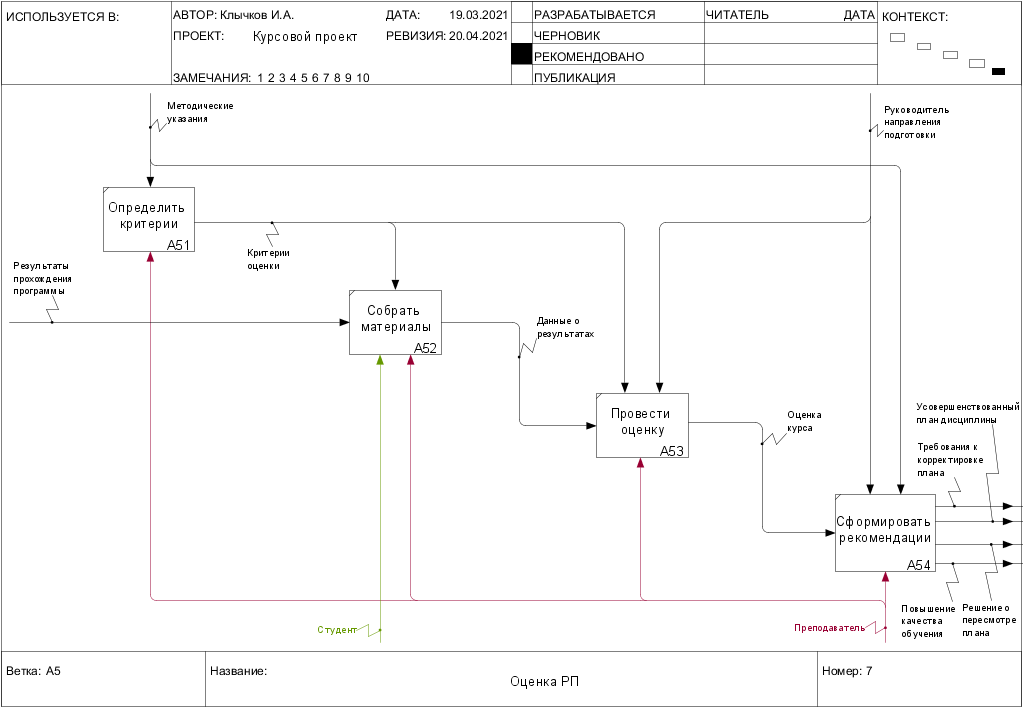 ИСПОЛЬЗУЕТСЯ В:
АВТОР: Клычков И.А.
ДАТА: 19.03.2021
РАЗРАБАТЫВАЕТСЯ
ЧИТАТЕЛЬ
ДАТА
КОНТЕКСТ:
ПРОЕКТ: Курсовой проект
РЕВИЗИЯ: 20.04.2021
ЧЕРНОВИК
РЕКОМЕНДОВАНО
ЗАМЕЧАНИЯ: 1 2 3 4 5 6 7 8 9 10
ПУБЛИКАЦИЯ
Методические
указания
Руководитель
направления
подготовки
Определить
критерии
A51
Критерии
оценки
Результаты
прохождения
программы
Собрать
материалы
A52
Данные о
результатах
Провести
оценку
A53
Оценка
курса
Усовершенствованный
план дисциплины
Требования к
корректировке
плана
Сформировать
рекомендации
A54
Повышение
качества
обучения
Решение о
пересмотре
плана
Студент
Преподаватель
Ветка: A5
Название:
Оценка РП
Номер: 7